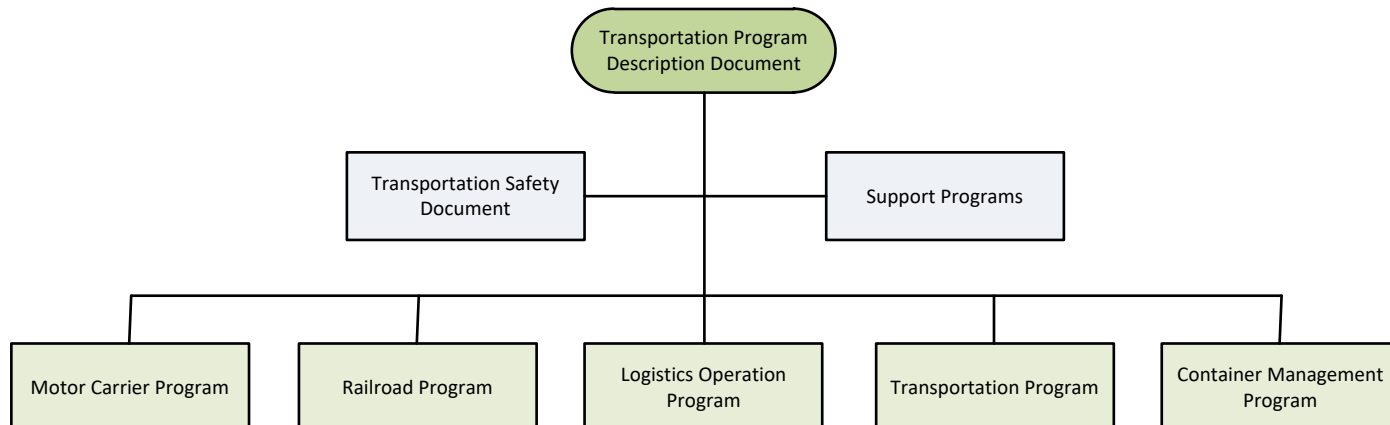 Transportation Program
Description Document
Transportation Safety
Document
Support Programs
Motor Carrier Program
Railroad Program
Logistics Operation
Program
Transportation Program
Container Management
Program